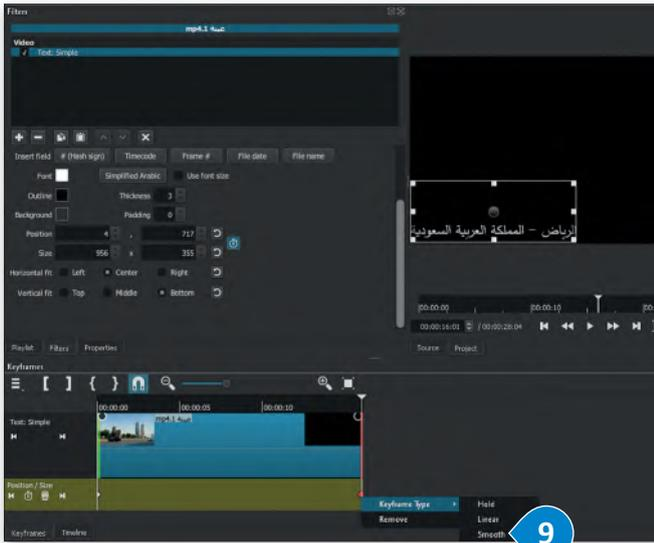 Filters
عينة 1.mp4
Video
Text: Simple
Insert field # (Hash sign) Timecode Frame # File date File name
Font Simplified Arabic Use font size
Outline Thickness 3
Background Padding 0
Position 4 , 717
Size 956 x 355
Horizontal fit Left Center Right
Vertical fit Top Middle Bottom
Playlist Filters Properties
الرياض – المملكة العربية السعودية
00:00:00 00:00:10
00:00:16:01 / 00:00:28:04
Source Project
Keyframes
00:00:00 00:00:05 00:00:10
Text: Simple
عينة 1.mp4
Position / Size
Keyframe Type
Remove
Hold
Linear
Smooth
9
Keyframes Timeline